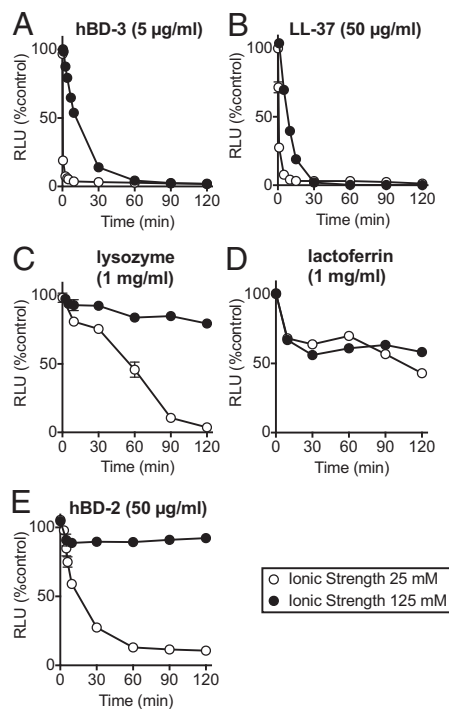 A hBD-3 (5 µg/ml)
RLU (%control)
100
50
0
0 30 60 90 120
Time (min)
B LL-37 (50 µg/ml)
RLU (%control)
100
50
0
0 30 60 90 120
Time (min)
C lysozyme
(1 mg/ml)
RLU (%control)
100
50
0
0 30 60 90 120
Time (min)
D lactoferrin
(1 mg/ml)
RLU (%control)
100
50
0
0 30 60 90 120
Time (min)
E hBD-2 (50 µg/ml)
RLU (%control)
100
50
0
0 30 60 90 120
Time (min)
Ionic Strength 25 mM
Ionic Strength 125 mM